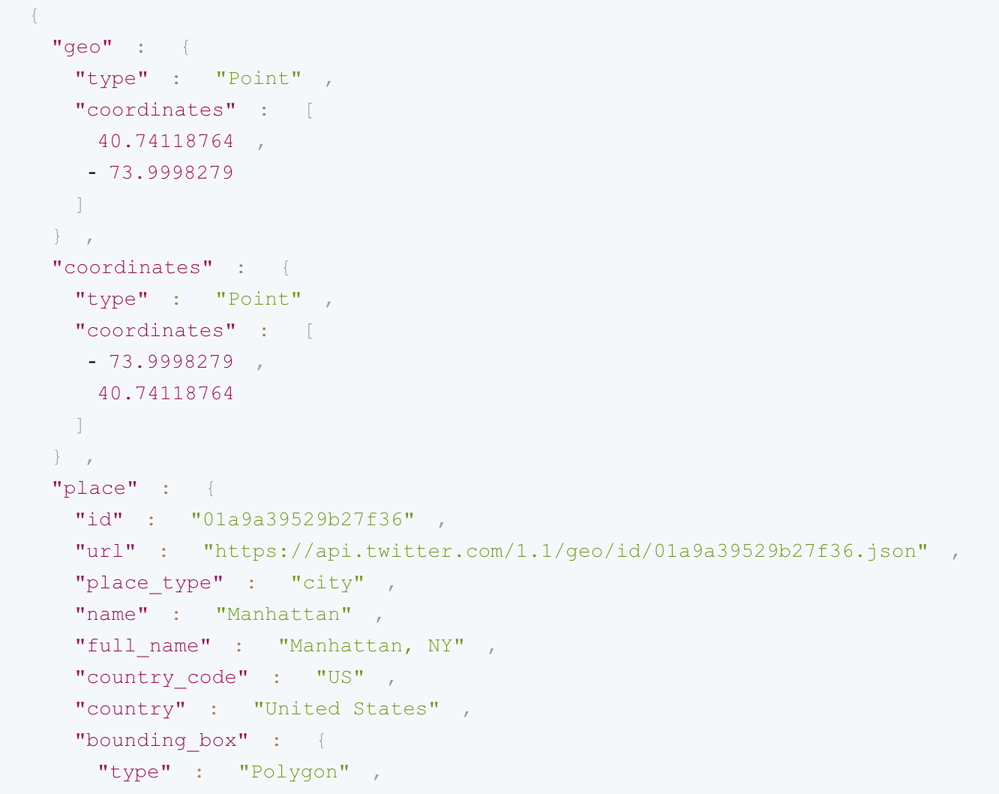 {
"geo" : {
"type" : "Point" ,
"coordinates" : [
40.74118764 ,
- 73.9998279
]
} ,
"coordinates" : {
"type" : "Point" ,
"coordinates" : [
- 73.9998279 ,
40.74118764
]
} ,
"place" : {
"id" : "01a9a39529b27f36" ,
"url" : "https://api.twitter.com/1.1/geo/id/01a9a39529b27f36.json" ,
"place_type" : "city" ,
"name" : "Manhattan" ,
"full_name" : "Manhattan, NY" ,
"country_code" : "US" ,
"country" : "United States" ,
"bounding_box" : {
"type" : "Polygon" ,